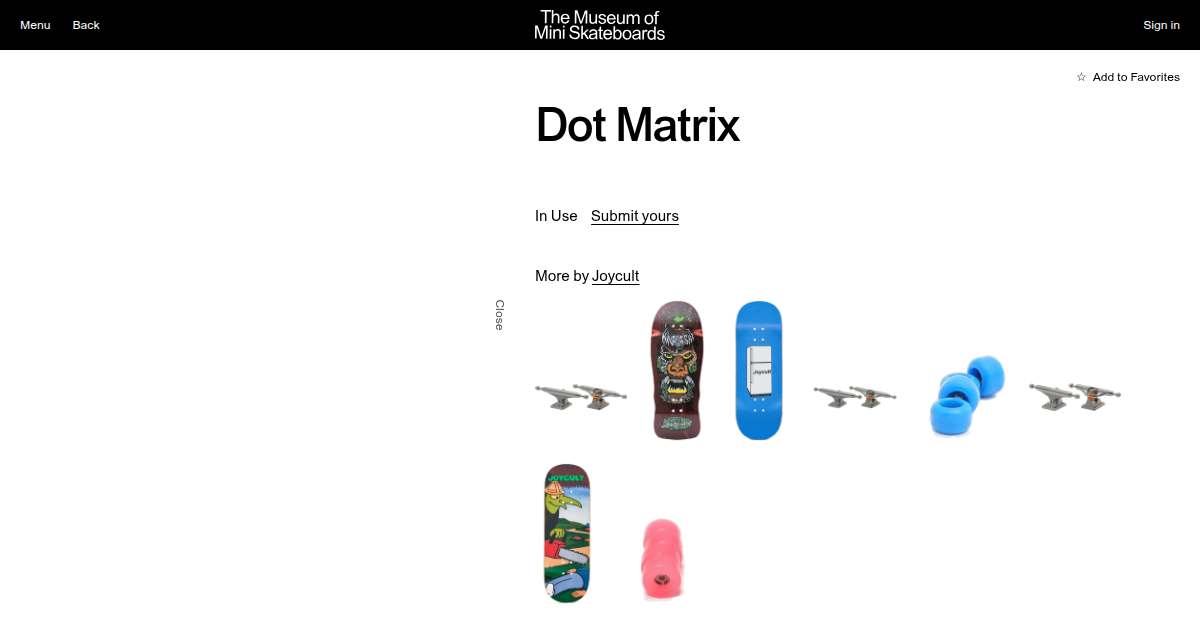 Menu
Back
The Museum of
Mini Skateboards
Sign in
☆ Add to Favorites
Dot Matrix
In Use
Submit yours
More by Joycult
Close
Joycult
JOYCULT